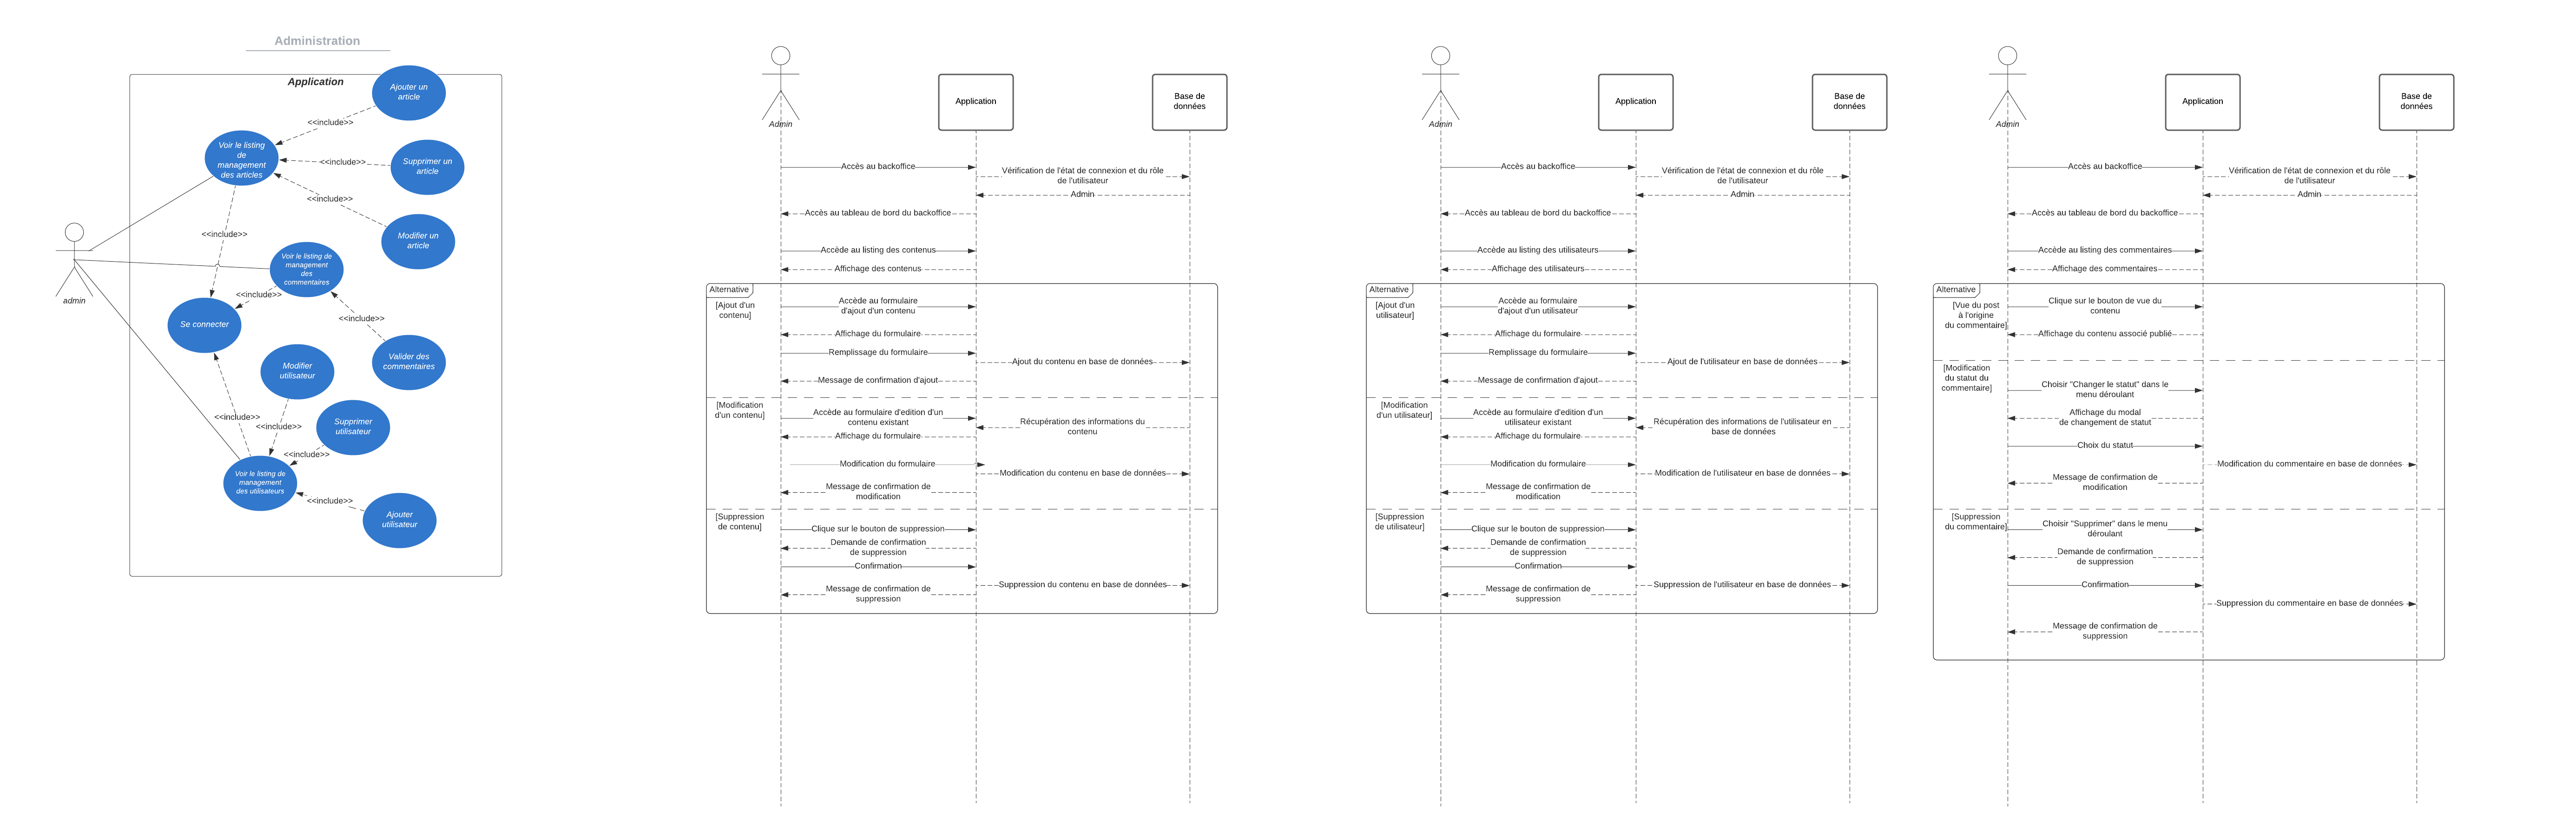 Administration
Application
Ajouter un
article
<<include>>
Voir le listing
de
management
des articles
<<include>>
Supprimer un
article
<<include>>
Modifier un
article
<<include>>
admin
Voir le listing de
management
des
commentaires
<<include>>
Se connecter
<<include>>
Valider des
commentaires
Modifier
utilisateur
<<include>>
<<include>>
Supprimer
utilisateur
<<include>>
Voir le listing de
management
des utilisateurs
<<include>>
Ajouter
utilisateur
Admin
Application
Base de
données
Accès au backoffice
Vérification de l'état de connexion et du rôle
de l'utilisateur
Admin
Accès au tableau de bord du backoffice
Accède au listing des contenus
Affichage des contenus
Alternative
[Ajout d'un
contenu]
Accède au formulaire
d'ajout d'un contenu
Affichage du formulaire
Remplissage du formulaire
Ajout du contenu en base de données
Message de confirmation d'ajout
[Modification
d'un contenu]
Accède au formulaire d'edition d'un
contenu existant
Récupération des informations du
contenu
Affichage du formulaire
Modification du formulaire
Modification du contenu en base de données
Message de confirmation de
modification
[Suppression
de contenu]
Clique sur le bouton de suppression
Demande de confirmation
de suppression
Confirmation
Suppression du contenu en base de données
Message de confirmation de
suppression
Admin
Application
Base de
données
Accès au backoffice
Vérification de l'état de connexion et du rôle
de l'utilisateur
Admin
Accès au tableau de bord du backoffice
Accède au listing des utilisateurs
Affichage des utilisateurs
Alternative
[Ajout d'un
utilisateur]
Accède au formulaire
d'ajout d'un utilisateur
Affichage du formulaire
Remplissage du formulaire
Ajout de l'utilisateur en base de données
Message de confirmation d'ajout
[Modification
d'un utilisateur]
Accède au formulaire d'edition d'un
utilisateur existant
Récupération des informations de l'utilisateur en
base de données
Affichage du formulaire
Modification du formulaire
Modification de l'utilisateur en base de données
Message de confirmation de
modification
[Suppression
de utilisateur]
Clique sur le bouton de suppression
Demande de confirmation
de suppression
Confirmation
Suppression de l'utilisateur en base de données
Message de confirmation de
suppression
Admin
Application
Base de
données
Accès au backoffice
Vérification de l'état de connexion et du rôle
de l'utilisateur
Admin
Accès au tableau de bord du backoffice
Accède au listing des commentaires
Affichage des commentaires
Alternative
[Vue du post
à l'origine
du commentaire]
Clique sur le bouton de vue du
contenu
Affichage du contenu associé publié
[Modification
du statut du
commentaire]
Choisir "Changer le statut" dans le
menu déroulant
Affichage du modal
de changement de statut
Choix du statut
Modification du commentaire en base de données
Message de confirmation de
modification
[Suppression
du commentaire]
Choisir "Supprimer" dans le menu
déroulant
Demande de confirmation
de suppression
Confirmation
Suppression du commentaire en base de données
Message de confirmation de
suppression